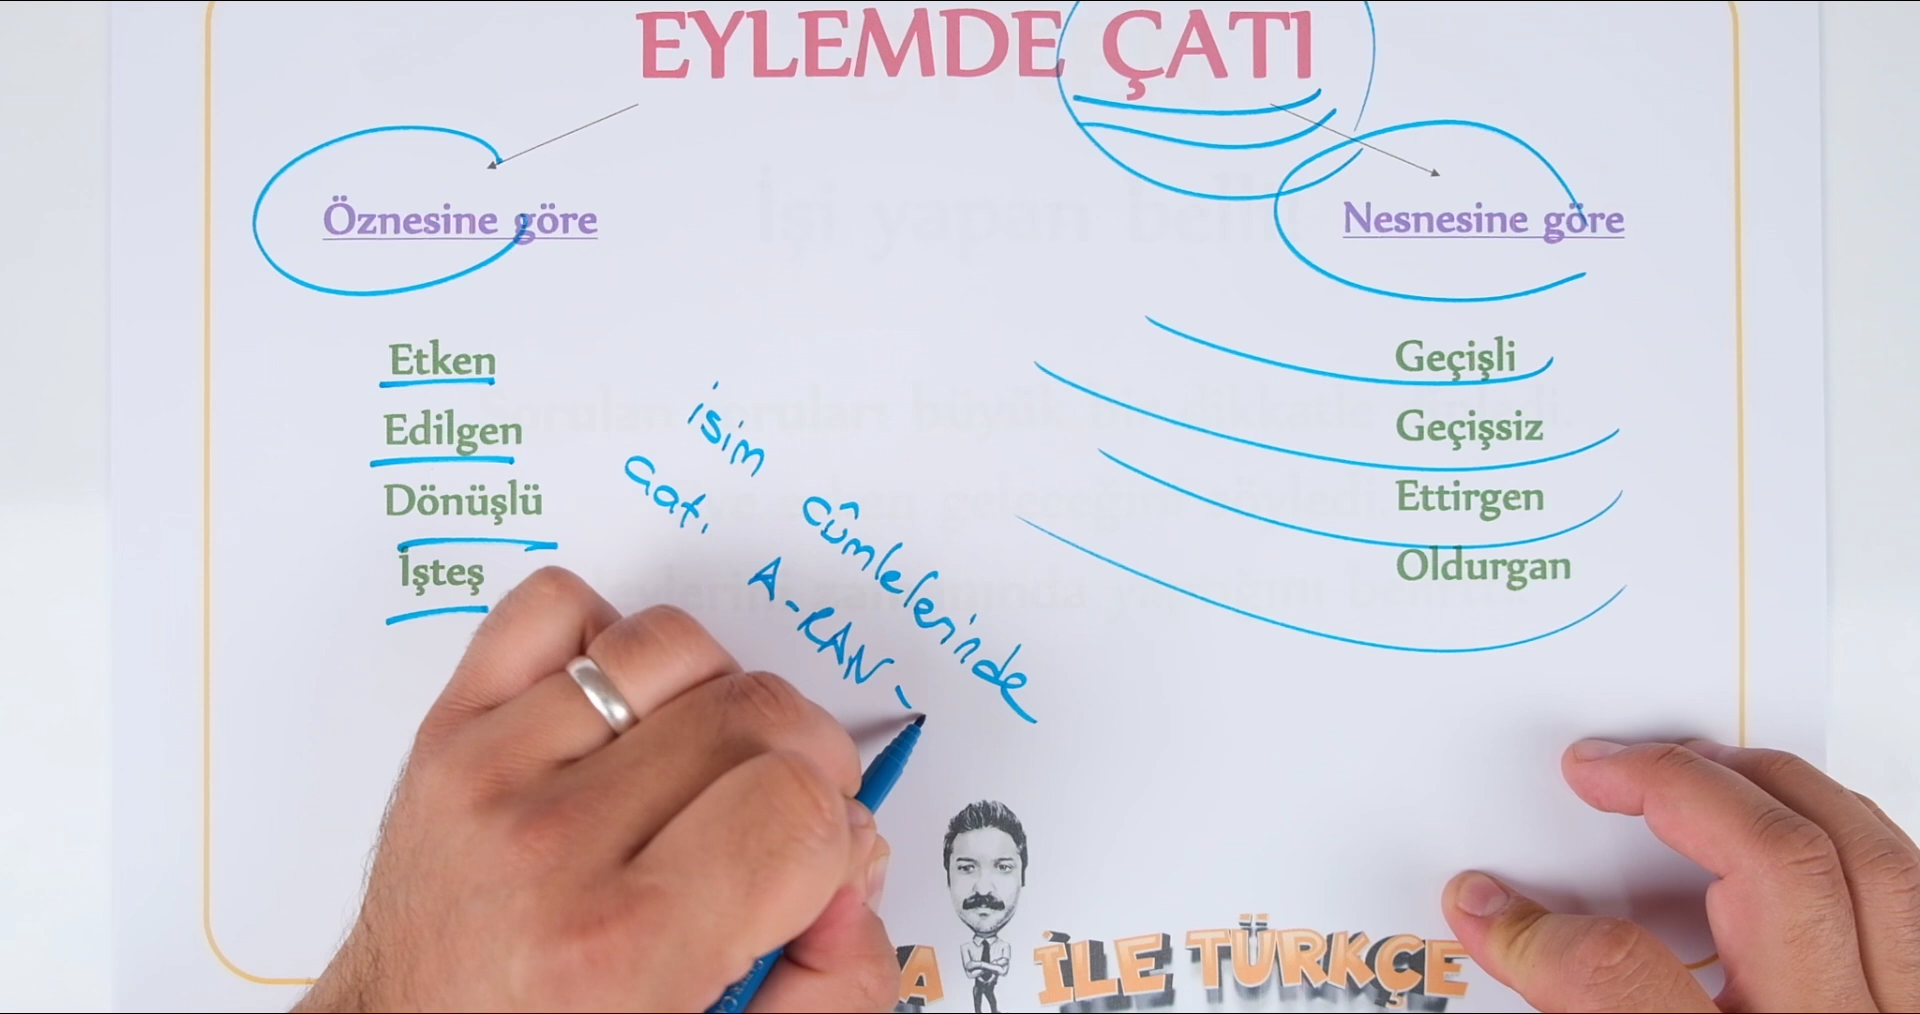 EYLEMDE ÇATI
Öznesine göre
Nesnesine göre
Etken
Edilgen
Dönüşlü
İşteş
Geçişli
Geçişsiz
Ettirgen
Oldurgan
isim cümlelerinde
çatı A-RAN-
İLE TÜRKÇE